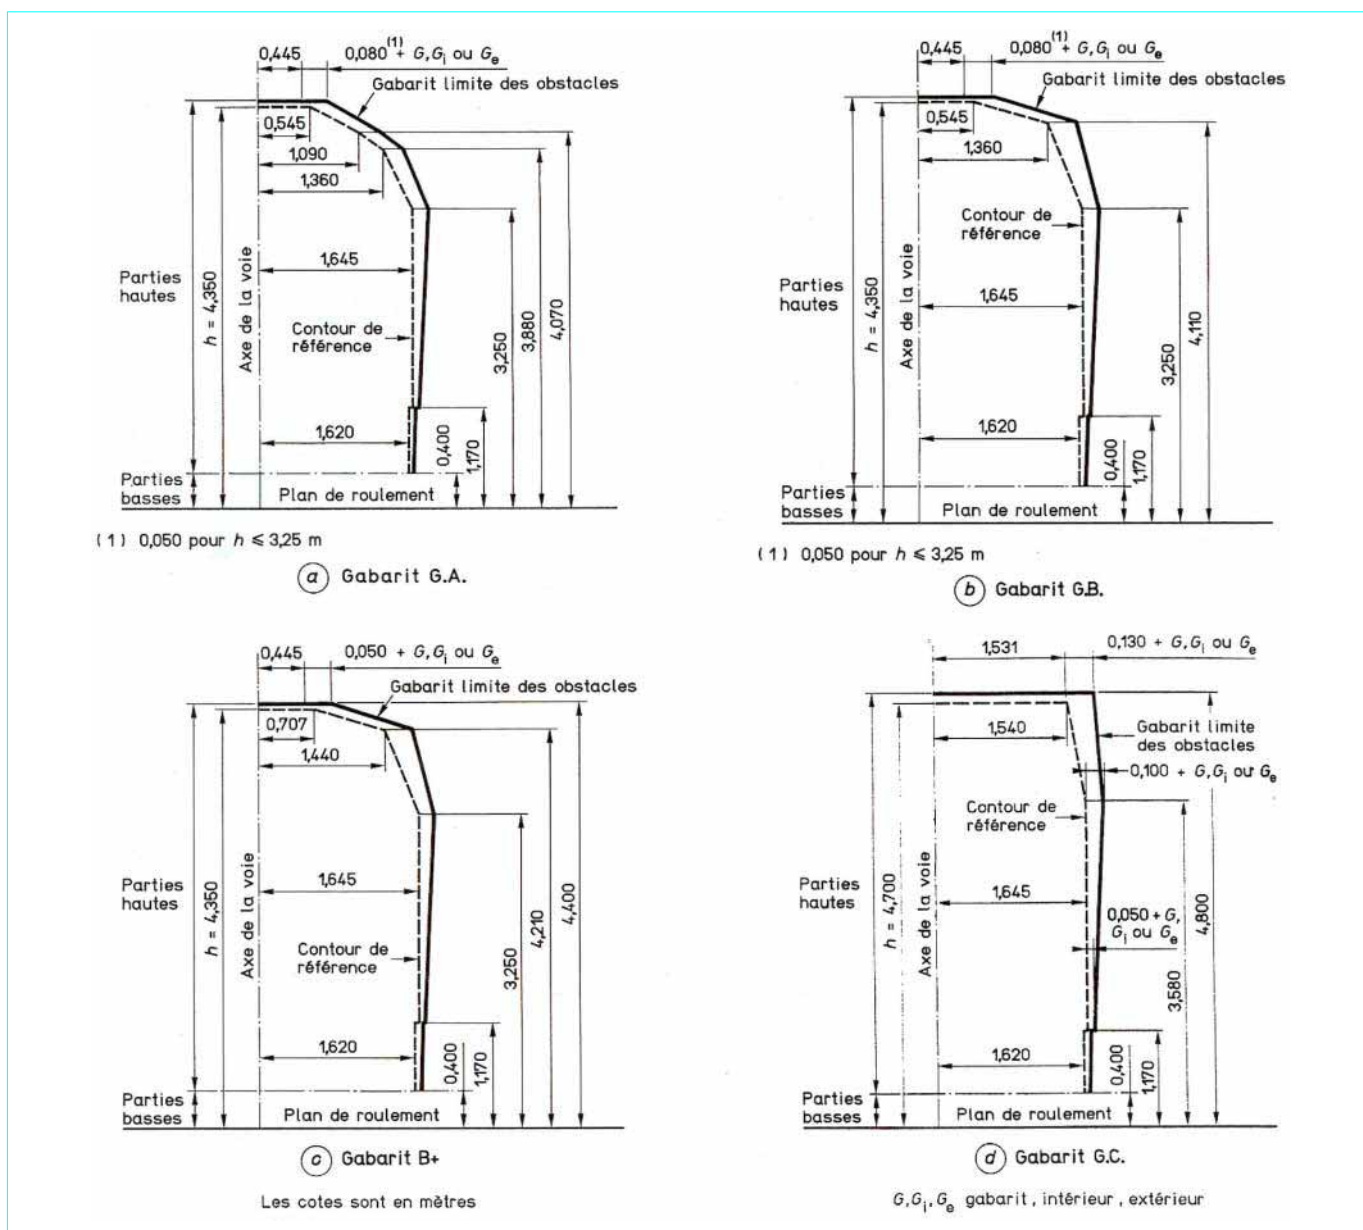 0,445
0,080(1) + G, Gi ou Ge
Gabarit limite des obstacles
0,545
1,090
1,360
Parties
hautes
h = 4,350
Axe de la voie
1,645
Contour de
référence
3,250
3,880
4,070
1,620
0,400
1,170
Parties
basses
Plan de roulement
(1) 0,050 pour h ≤ 3,25 m
a Gabarit G.A.
0,445
0,080(1) + G, Gi ou Ge
Gabarit limite des obstacles
0,545
1,360
Contour de
référence
Parties
hautes
h = 4,350
Axe de la voie
1,645
3,250
4,110
1,620
0,400
1,170
Parties
basses
Plan de roulement
(1) 0,050 pour h ≤ 3,25 m
b Gabarit G.B.
0,445
0,050 + G, Gi ou Ge
Gabarit limite des obstacles
0,707
1,440
Parties
hautes
h = 4,350
Axe de la voie
1,645
Contour de
référence
3,250
4,210
4,400
1,620
0,400
1,170
Parties
basses
Plan de roulement
c Gabarit B+
Les cotes sont en mètres
1,531
0,130 + G, Gi ou Ge
1,540
Gabarit limite
des obstacles
0,100 + G, Gi ou Ge
Contour de
référence
Parties
hautes
h = 4,700
Axe de la voie
1,645
0,050 + G,
Gi ou Ge
3,580
4,800
1,620
0,400
1,170
Parties
basses
Plan de roulement
d Gabarit G.C.
G, Gi, Ge gabarit, intérieur, extérieur